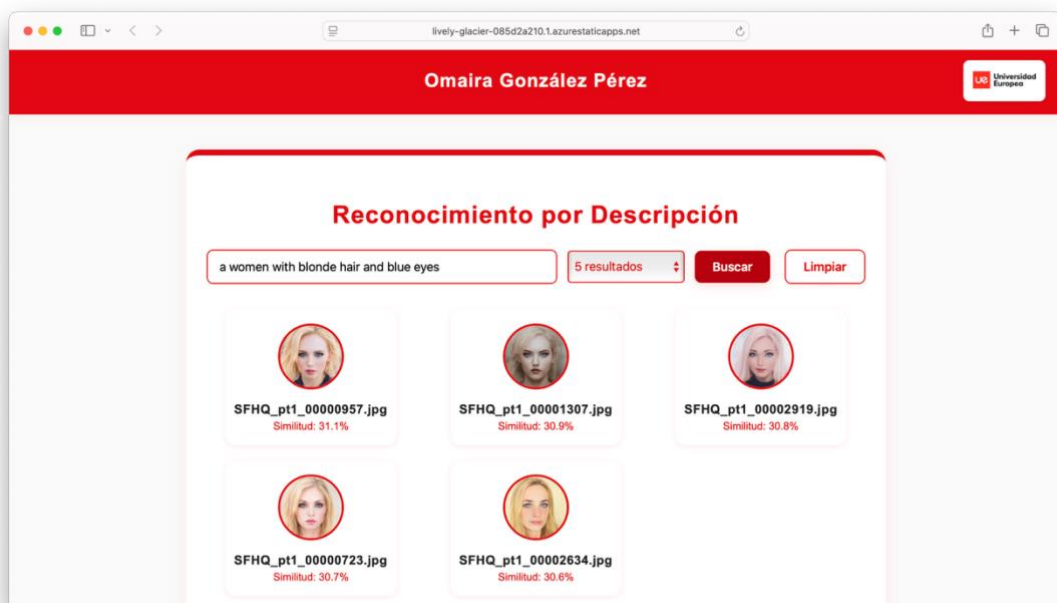 lively-glacier-085d2a210.1.azurestaticapps.net
Omaira González Pérez
ue Universidad
Europea
Reconocimiento por Descripción
a women with blonde hair and blue eyes
5 resultados
Buscar
Limpiar
SFHQ_pt1_00000957.jpg
Similitud: 31.1%
SFHQ_pt1_00001307.jpg
Similitud: 30.9%
SFHQ_pt1_00002919.jpg
Similitud: 30.8%
SFHQ_pt1_00000723.jpg
Similitud: 30.7%
SFHQ_pt1_00002634.jpg
Similitud: 30.6%